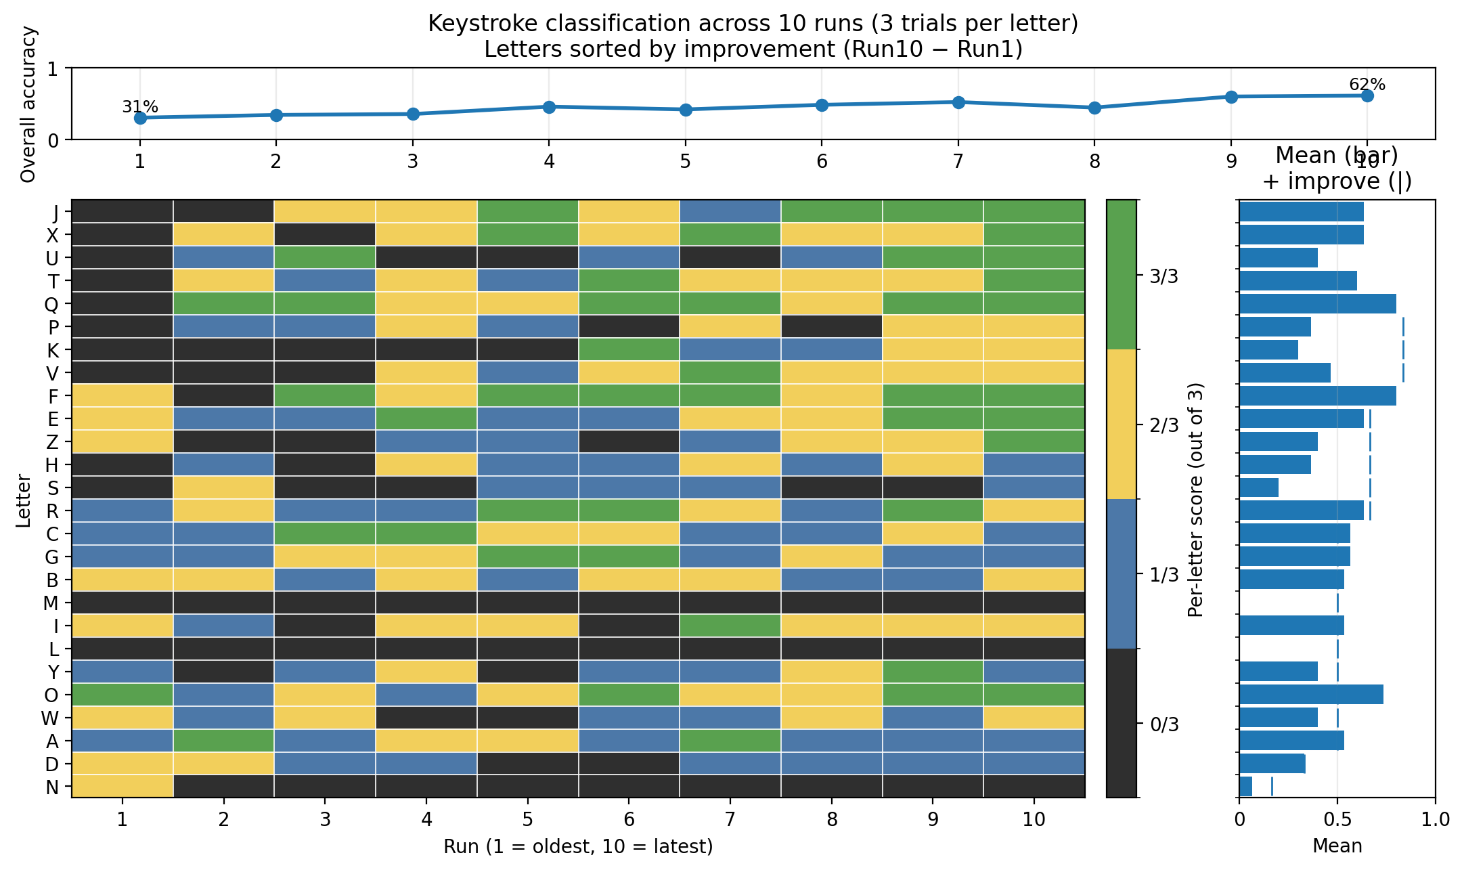 Keystroke classification across 10 runs (3 trials per letter)
Letters sorted by improvement (Run10 − Run1)
Overall accuracy
1
0
31%
62%
1 2 3 4 5 6 7 8 9 10
Mean (bar)
+ improve (|)
Letter
J
X
U
T
Q
P
K
V
F
E
Z
H
S
R
C
G
B
M
I
L
Y
O
W
A
D
N
1 2 3 4 5 6 7 8 9 10
Run (1 = oldest, 10 = latest)
3/3
2/3
1/3
0/3
Per-letter score (out of 3)
0 0.5 1.0
Mean